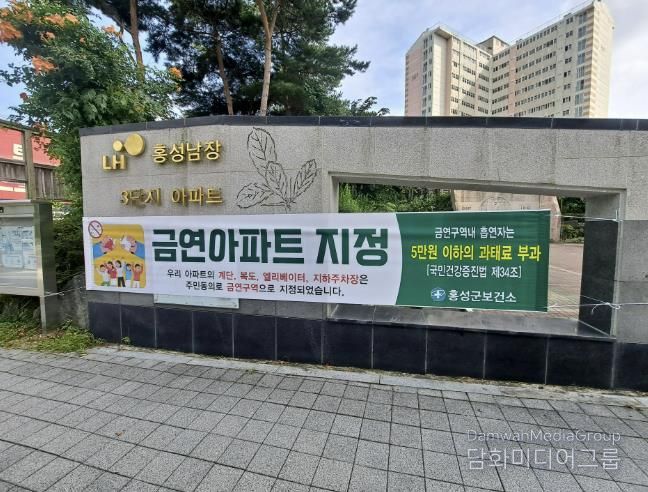 LH 홍성남장
3단지 아파트
금연아파트 지정
우리 아파트의 계단, 복도, 엘리베이터, 지하주차장은
주민동의로 금연구역으로 지정되었습니다.
금연구역내 흡연자는
5만원 이하의 과태료 부과
[국민건강증진법 제34조]
홍성군보건소
DamwhaMediaGroup
담화미디어그룹